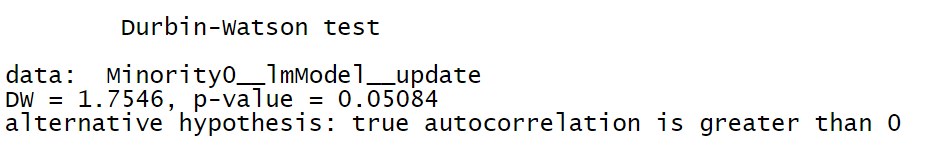 Durbin-Watson test
data:  Minority0__lmModel__update
DW = 1.7546, p-value = 0.05084
alternative hypothesis: true autocorrelation is greater than 0